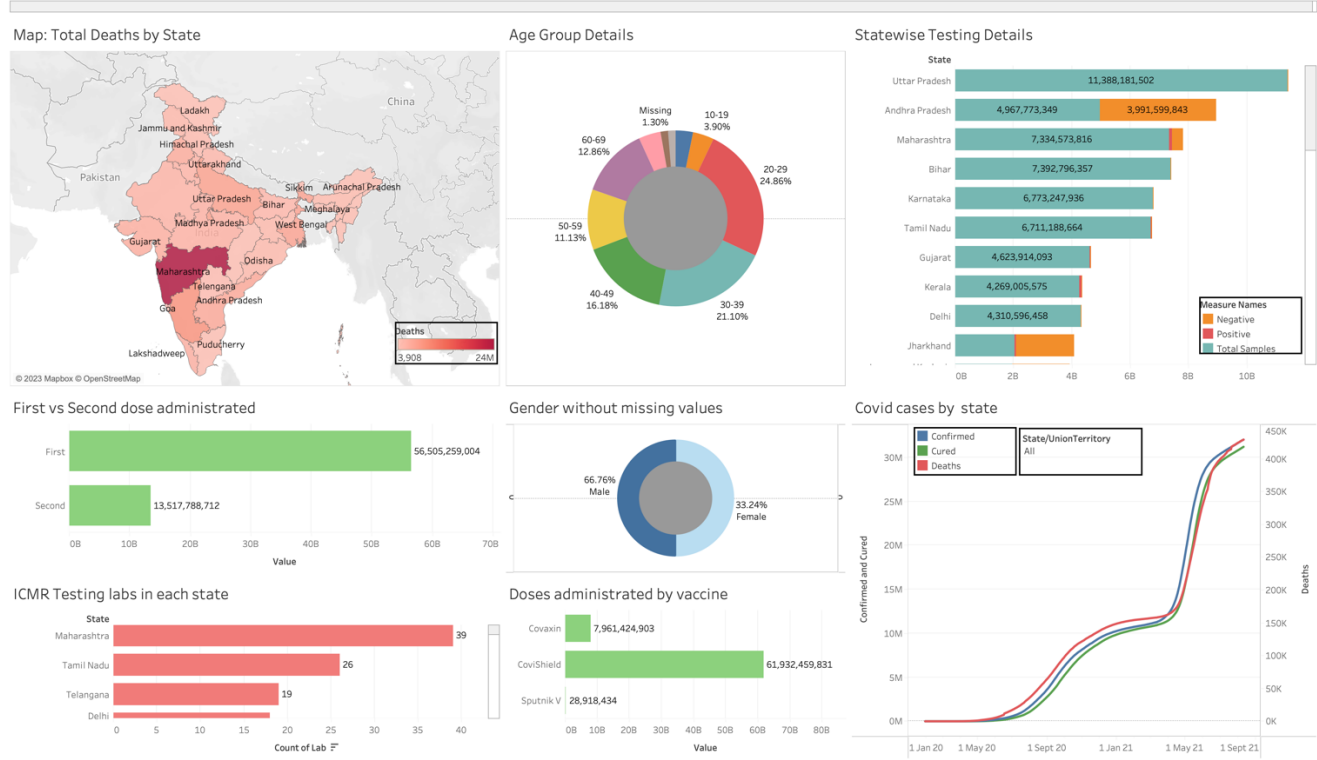 Map: Total Deaths by State
Ladakh
Jammu and Kashmir
Himachal Pradesh
Uttarakhand
China
Pakistan
Sikkim
Arunachal Pradesh
Uttar Pradesh
Bihar
Meghalaya
Madhya Pradesh
West Bengal
India
Gujarat
Odisha
Maharashtra
Telangana
Andhra Pradesh
Goa
Puducherry
Lakshadweep
Deaths
3,908
24M
© 2023 Mapbox © OpenStreetMap
Age Group Details
Missing
1.30%
10-19
3.90%
60-69
12.86%
20-29
24.86%
50-59
11.13%
40-49
16.18%
30-39
21.10%
Statewise Testing Details
State
Uttar Pradesh 11,388,181,502
Andhra Pradesh 4,967,773,349 3,991,599,843
Maharashtra 7,334,573,816
Bihar 7,392,796,357
Karnataka 6,773,247,936
Tamil Nadu 6,711,188,664
Gujarat 4,623,914,093
Kerala 4,269,005,575
Delhi 4,310,596,458
Jharkhand
0B 2B 4B 6B 8B 10B
Measure Names
Negative
Positive
Total Samples
First vs Second dose administrated
First 56,505,259,004
Second 13,517,788,712
0B 10B 20B 30B 40B 50B 60B 70B
Value
Gender without missing values
66.76%
Male
33.24%
Female
Covid cases by state
Confirmed
Cured
Deaths
State/UnionTerritory
All
Confirmed and Cured
30M
25M
20M
15M
10M
5M
0M
450K
400K
350K
300K
250K
200K
150K
100K
50K
0K
Deaths
1 Jan 20 1 May 20 1 Sept 20 1 Jan 21 1 May 21 1 Sept 21
ICMR Testing labs in each state
State
Maharashtra 39
Tamil Nadu 26
Telangana 19
Delhi
0 5 10 15 20 25 30 35 40
Count of Lab
Doses administrated by vaccine
Covaxin 7,961,424,903
CoviShield 61,932,459,831
Sputnik V 28,918,434
0B 10B 20B 30B 40B 50B 60B 70B 80B
Value